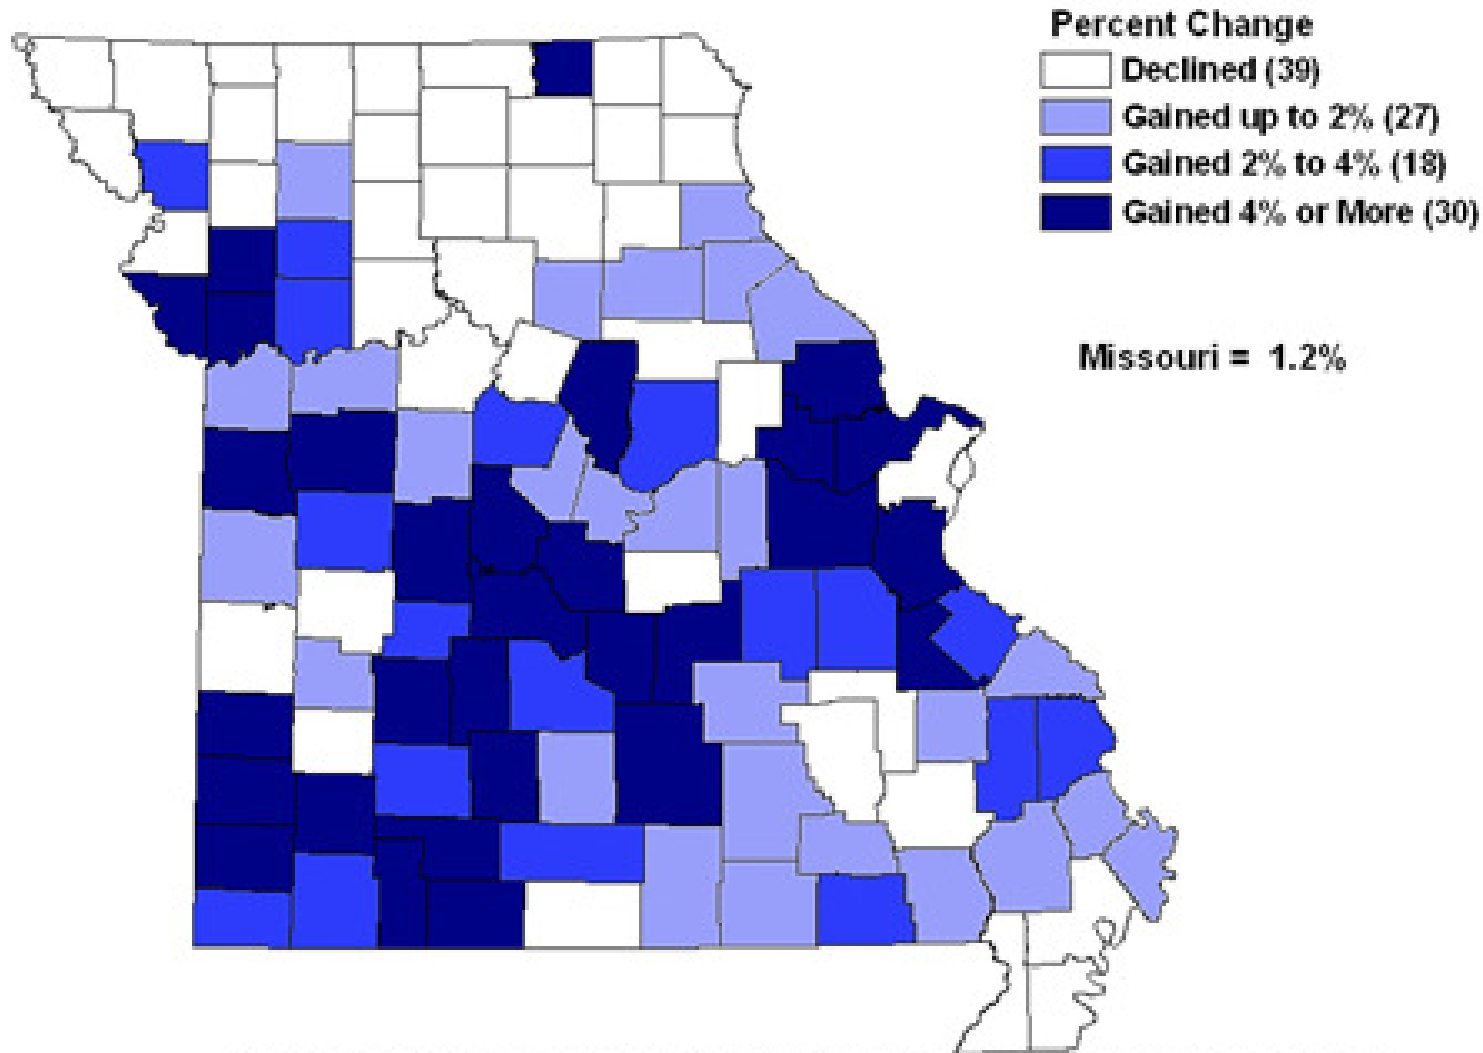 Percent Change
Declined (39)
Gained up to 2% (27)
Gained 2% to 4% (18)
Gained 4% or More (30)
Missouri = 1.2%